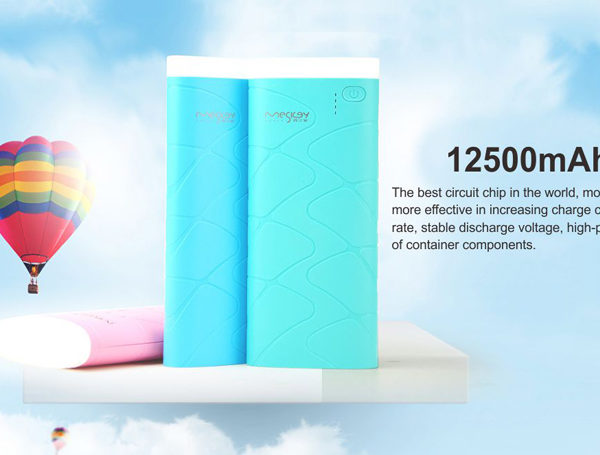 12500mAh
The best circuit chip in the world, mo
more effective in increasing charge c
rate, stable discharge voltage, high-p
of container components.